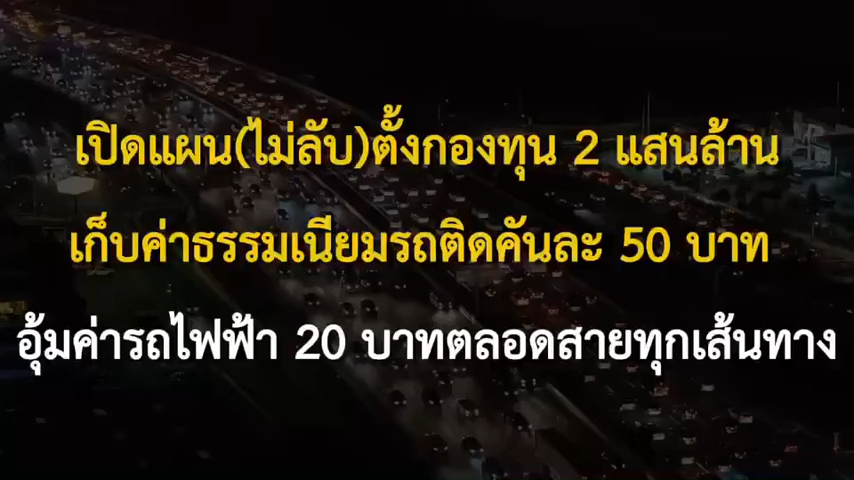 เปิดแผน(ไม่ลับ)ตั้งกองทุน 2 แสนล้าน
เก็บค่าธรรมเนียมรถติดคันละ 50 บาท
อุ้มค่ารถไฟฟ้า 20 บาทตลอดสายทุกเส้นทาง